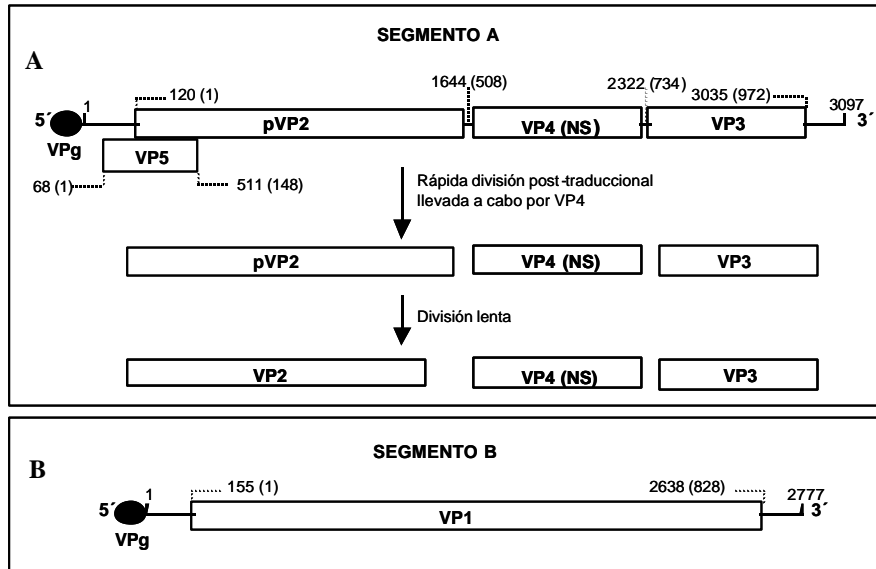 SEGMENTO A
A
1644 (508)
2322 (734)
120 (1)
3035 (972)
1
3097
5´
3´
pVP2
VP4 (NS)
VP3
VPg
VP5
68 (1)
511 (148)
Rápida división post-traduccional
llevada a cabo por VP4
pVP2
VP4 (NS)
VP3
División lenta
VP2
VP4 (NS)
VP3
SEGMENTO B
B
155 (1)
2638 (828)
1
2777
5´
3´
VP1
VPg